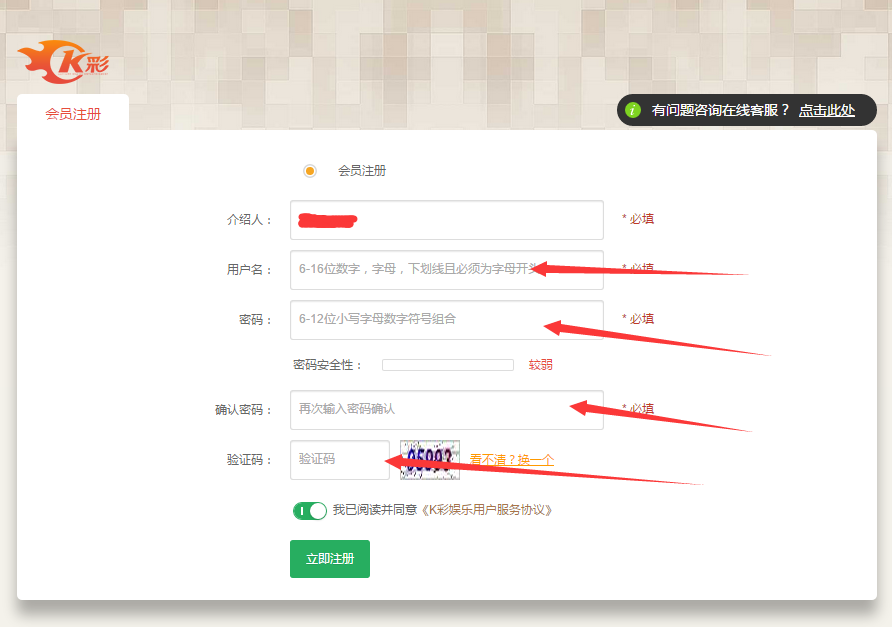 K彩
会员注册
有问题咨询在线客服？ 点击此处
会员注册
介绍人： * 必填
用户名： 6-16位数字，字母，下划线且必须为字母开头 * 必填
密码： 6-12位小写字母数字符号组合 * 必填
密码安全性： 较弱
确认密码： 再次输入密码确认 * 必填
验证码： 验证码 看不清？换一个
我已阅读并同意《K彩娱乐用户服务协议》
立即注册